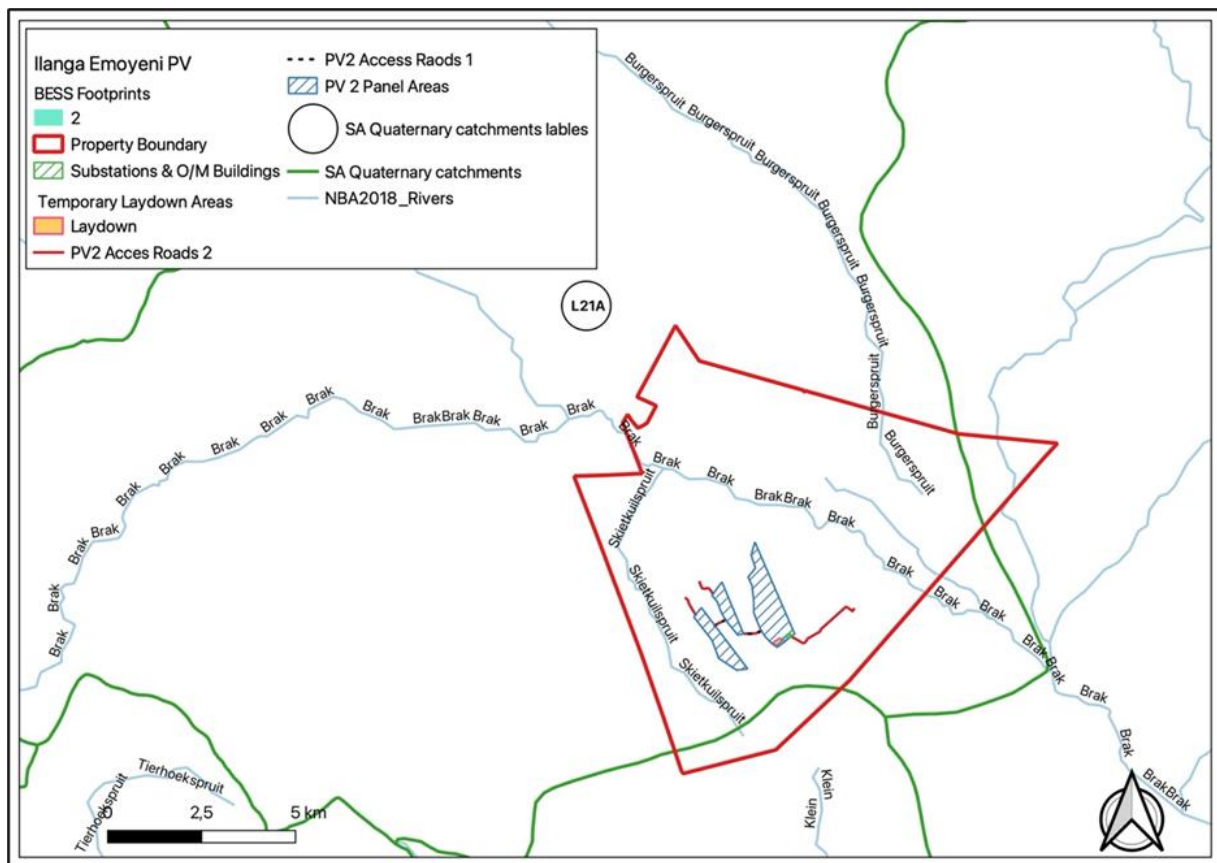 Ilanga Emoyeni PV
BESS Footprints
2
Property Boundary
Substations & O/M Buildings
Temporary Laydown Areas
Laydown
PV2 Acces Roads 2
PV2 Access Raods 1
PV 2 Panel Areas
SA Quaternary catchments lables
SA Quaternary catchments
NBA2018_Rivers
Burgerspruit
Burgerspruit
Burgerspruit
Burgerspruit
Burgerspruit
Burgerspruit
Burgerspruit
Burgerspruit
L21A
Brak
Brak
Brak
Brak
Brak
Brak
Brak
Brak
Brak
Brak
Brak
BrakBrak Brak
Brak
Brak
Brak
Brak
Brak
BrakBrak
Brak
Brak
Brak
Brak
BrakBrak
Brak
Brak
BrakBrak
Skietkuilspruit
Skietkuilspruit
Skietkuilspruit
Tierhoekspruit
Tierhoekspruit
Klein
Klein
0 2,5 5 km